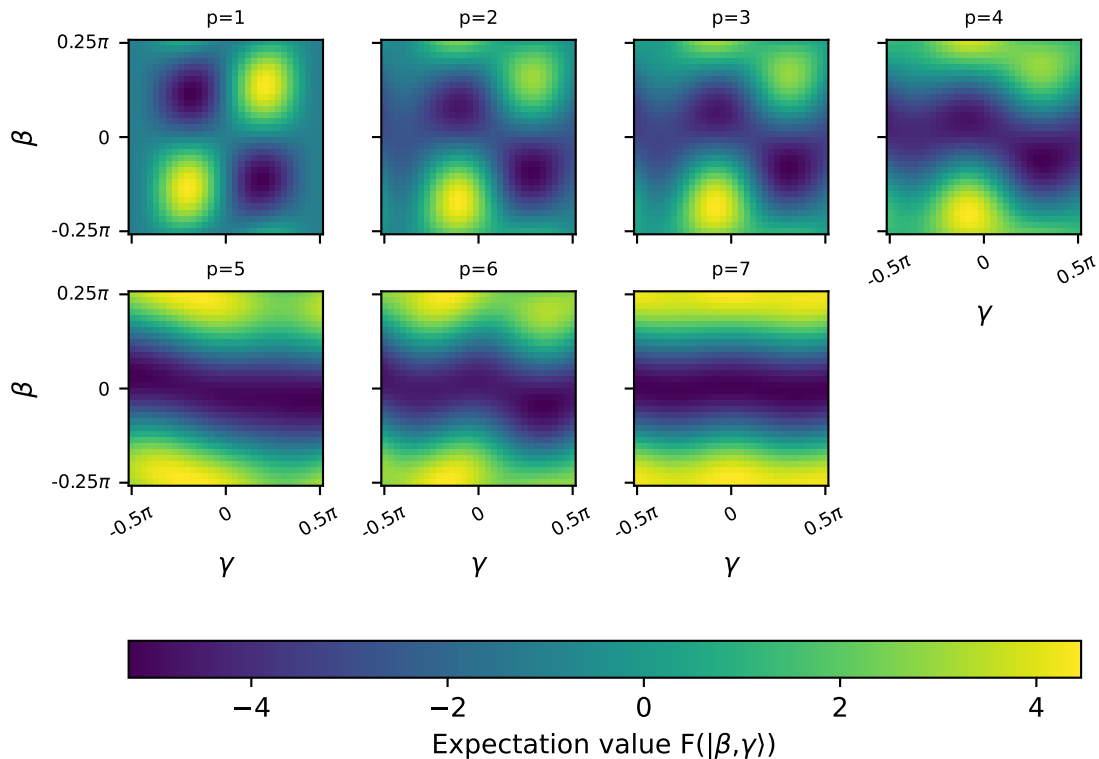 p=1
p=2
p=3
p=4
0.25π
β
0
-0.25π
-0.5π
0
0.5π
γ
p=5
p=6
p=7
0.25π
β
0
-0.25π
-0.5π
0
0.5π
γ
-0.5π
0
0.5π
γ
-0.5π
0
0.5π
γ
−4
−2
0
2
4
Expectation value F(|β,γ⟩)